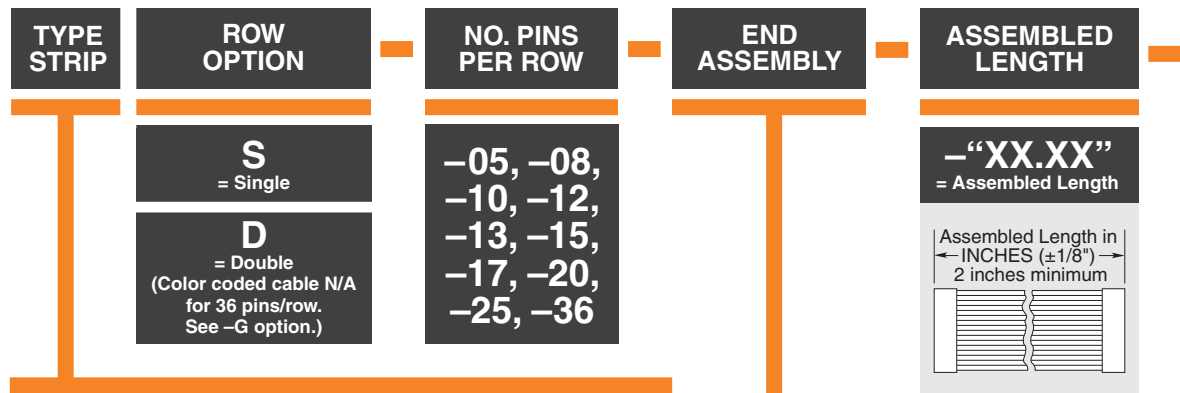 TYPE
STRIP
ROW
OPTION
NO. PINS
PER ROW
END
ASSEMBLY
ASSEMBLED
LENGTH
S
= Single
D
= Double
(Color coded cable N/A
for 36 pins/row.
See –G option.)
–05, –08,
–10, –12,
–13, –15,
–17, –20,
–25, –36
–“XX.XX”
= Assembled Length
Assembled Length in
INCHES (±1/8")
2 inches minimum